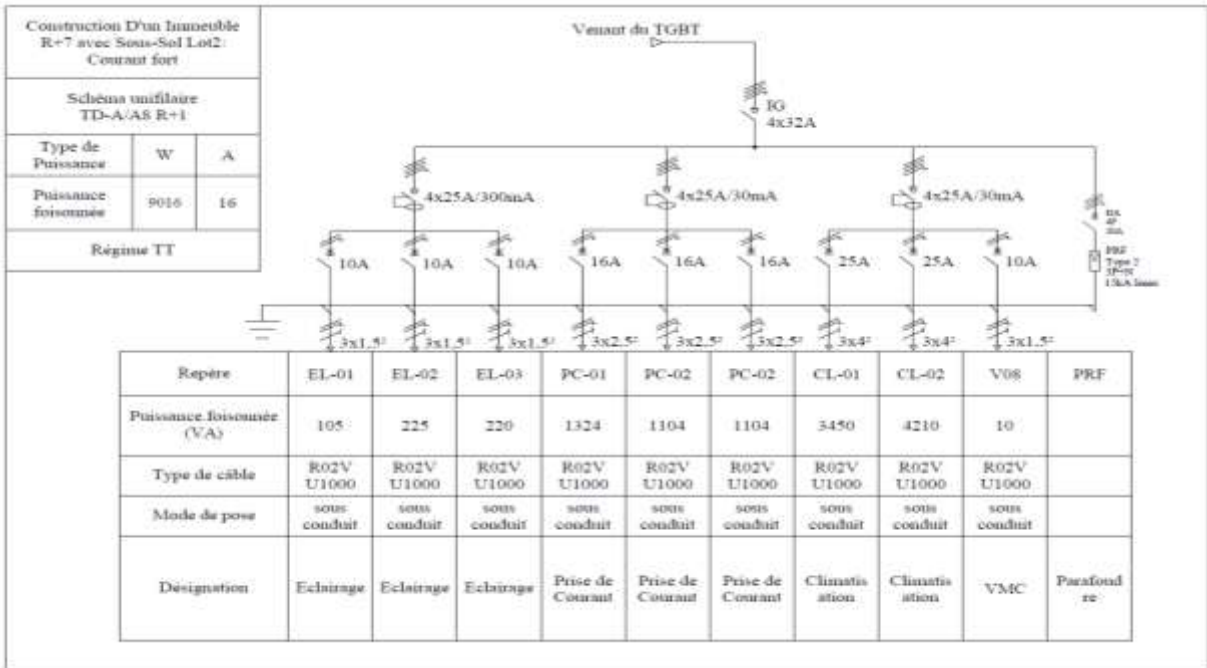 Construction D'un Immeuble
R+7 avec Sous-Sol Lot2:
Courant fort
Schéma unifilaire
TD-A/A8 R+1
Type de Puissance W A
Puissance foisonnée 9016 16
Régime TT
Venant du TGBT
IG
4x32A
4x25A/300mA 4x25A/30mA 4x25A/30mA
10A 10A 10A 16A 16A 16A 25A 25A 10A
PRF
Type 2
3P+N
3x1.5² 3x1.5² 3x1.5² 3x2.5² 3x2.5² 3x2.5² 3x4² 3x4² 3x1.5²
Repère EL-01 EL-02 EL-03 PC-01 PC-02 PC-02 CL-01 CL-02 V08 PRF
Puissance foisonnée (VA) 105 225 220 1324 1104 1104 3450 4210 10
Type de câble R02V U1000 R02V U1000 R02V U1000 R02V U1000 R02V U1000 R02V U1000 R02V U1000 R02V U1000 R02V U1000
Mode de pose sous conduit sous conduit sous conduit sous conduit sous conduit sous conduit sous conduit sous conduit sous conduit
Désignation Eclairage Eclairage Eclairage Prise de Courant Prise de Courant Prise de Courant Climatis ation Climatis ation VMC Parafoud re